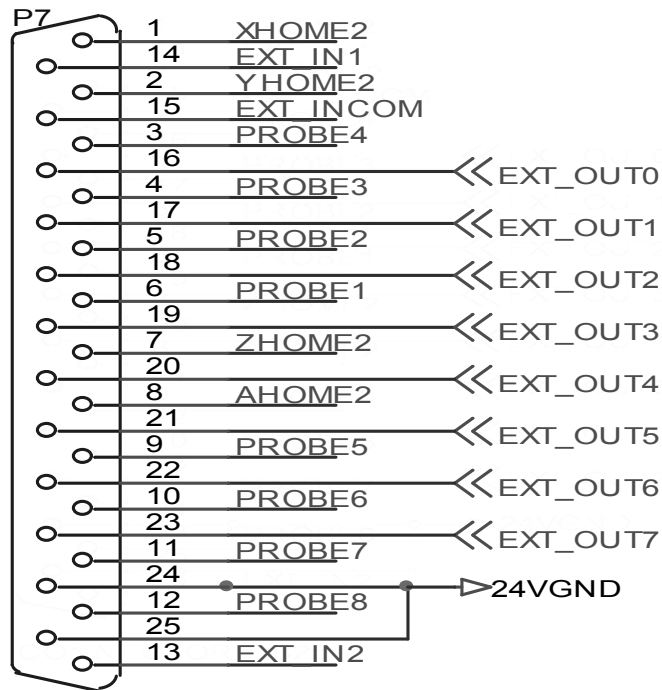 P7
1 XHOME2
14 EXT_IN1
2 YHOME2
15 EXT_INCOM
3 PROBE4
16 EXT_OUT0
4 PROBE3
17 EXT_OUT1
5 PROBE2
18 EXT_OUT2
6 PROBE1
19 EXT_OUT3
7 ZHOME2
20 EXT_OUT4
8 AHOME2
21 EXT_OUT5
9 PROBE5
22 EXT_OUT6
10 PROBE6
23 EXT_OUT7
11 PROBE7
24 24VGND
12 PROBE8
25
13 EXT_IN2